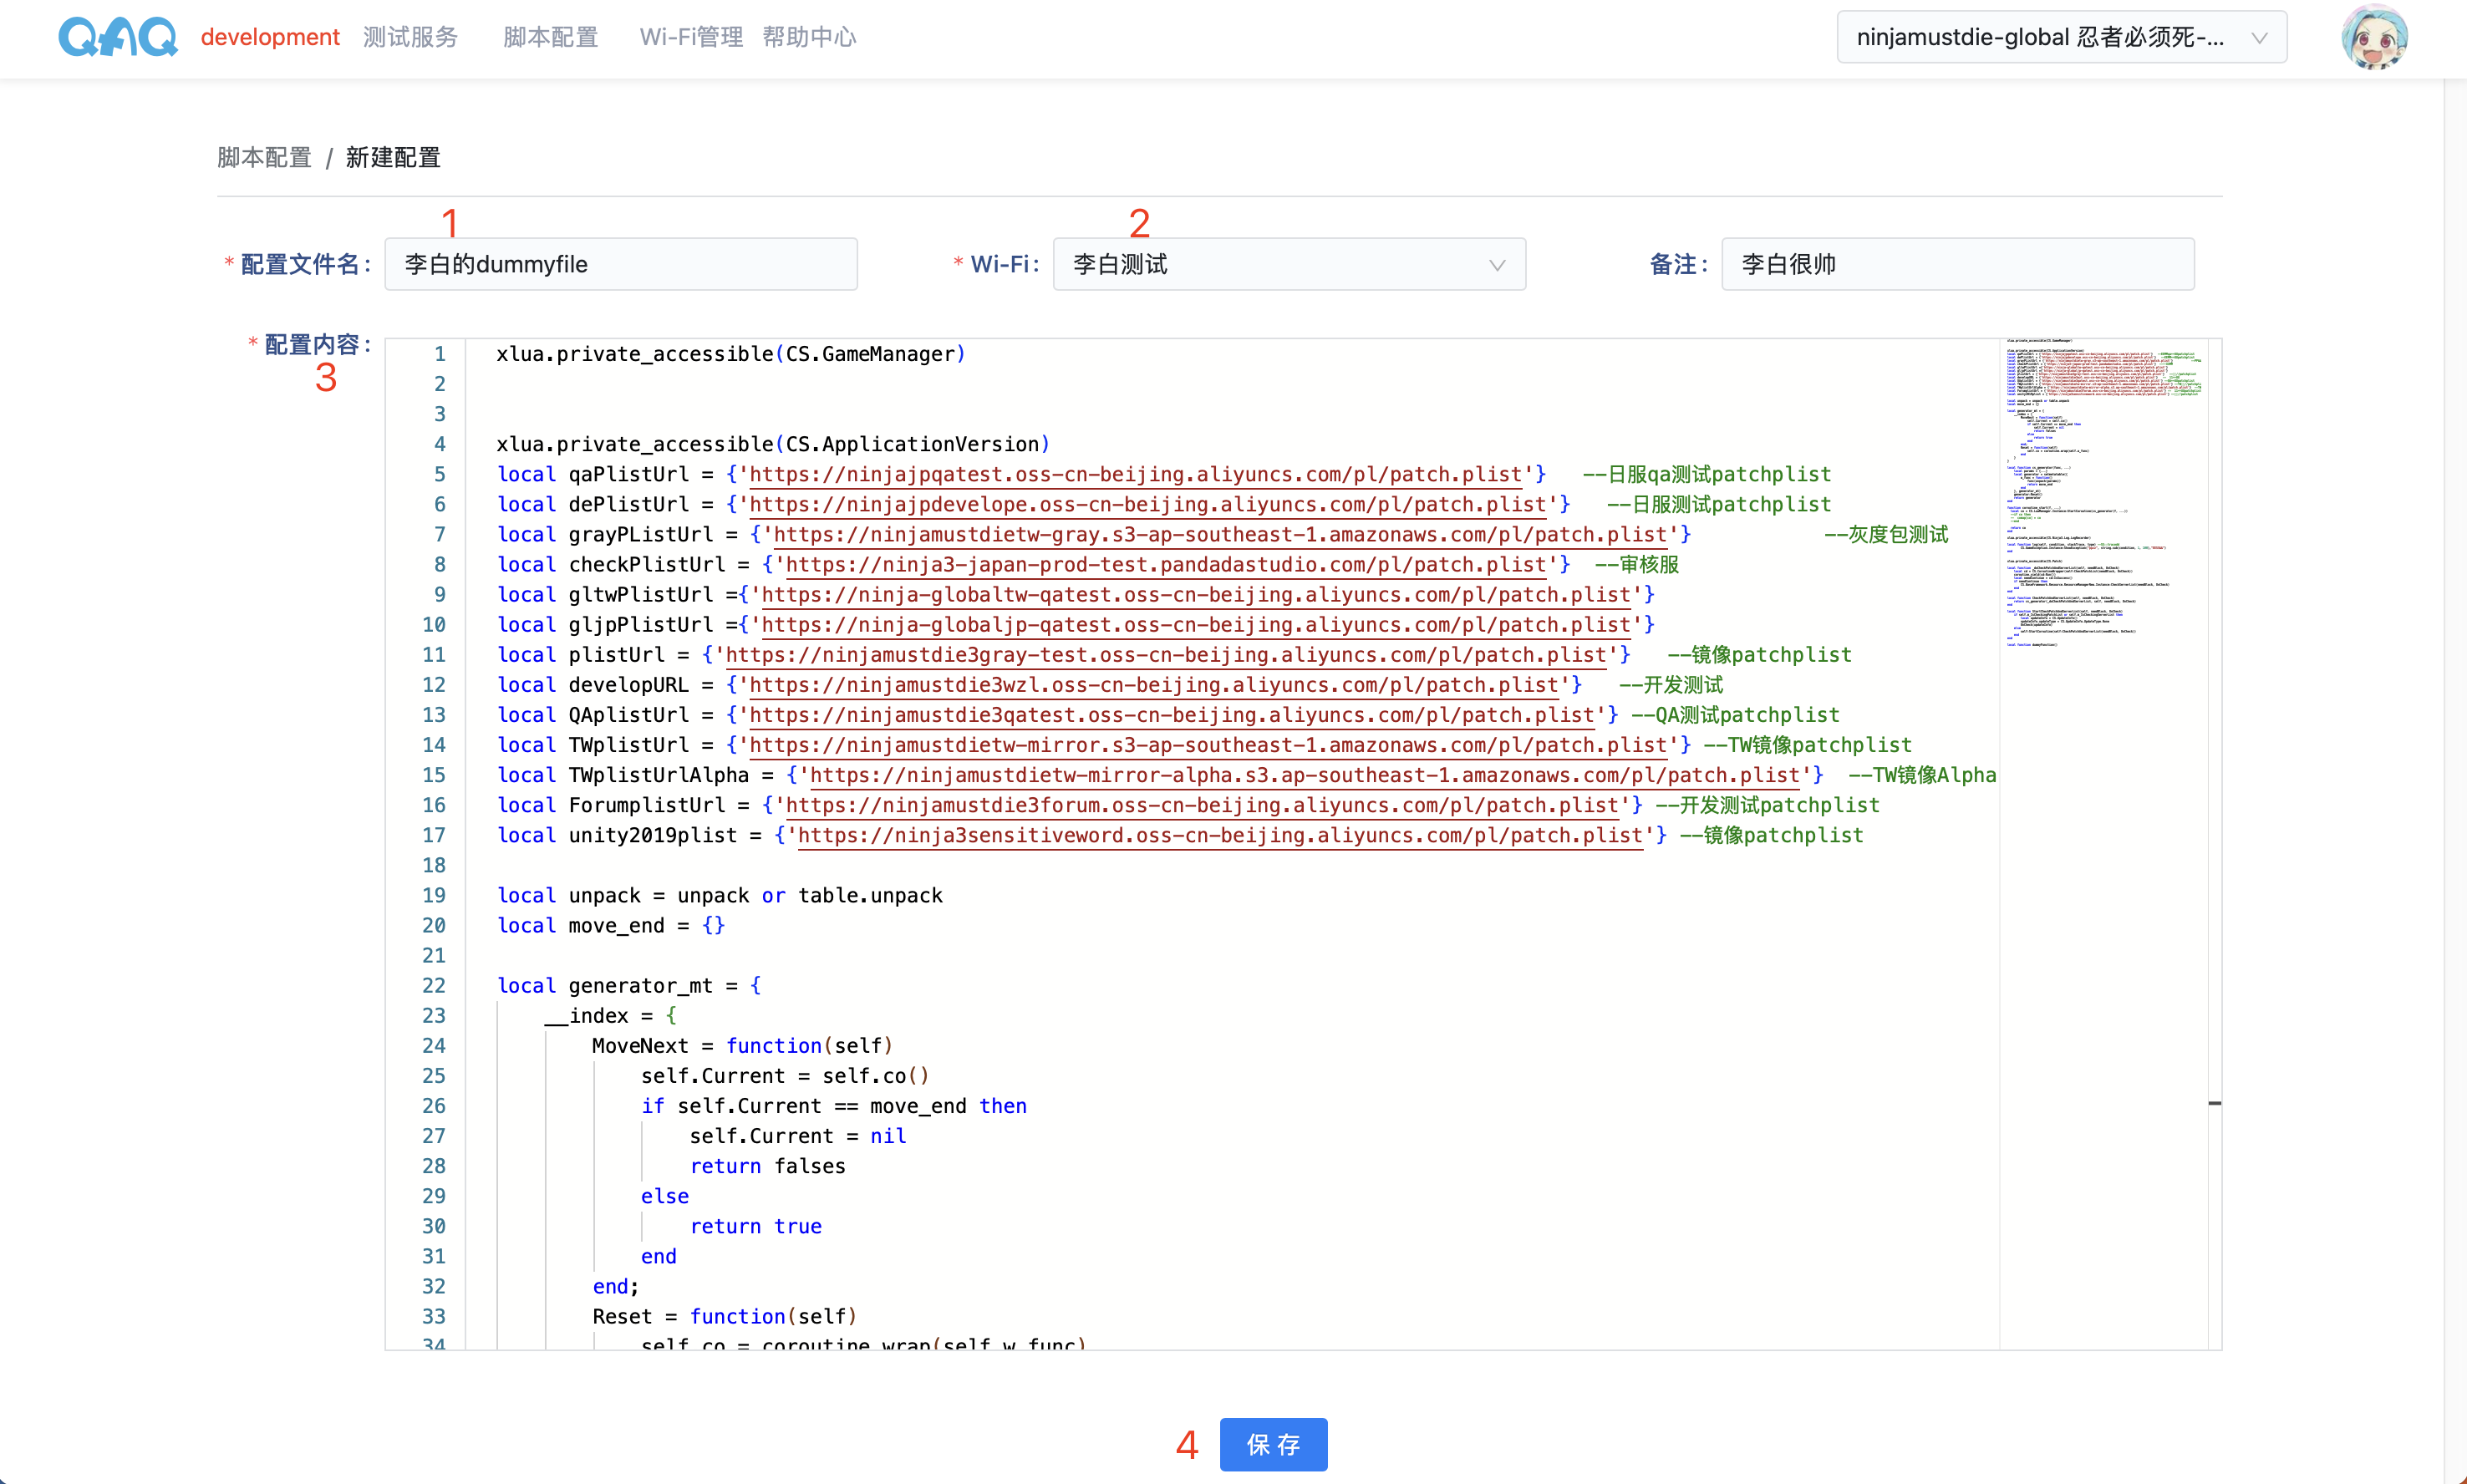 QAQ development 测试服务 脚本配置 Wi-Fi管理 帮助中心 ninjamustdie-global 忍者必须死-...
脚本配置 / 新建配置
1 2
* 配置文件名: 李白的dummyfile * Wi-Fi: 李白测试 备注: 李白很帅
* 配置内容:
3
1 xlua.private_accessible(CS.GameManager)
2
3
4 xlua.private_accessible(CS.ApplicationVersion)
5 local qaPlistUrl = {'https://ninjajpqatest.oss-cn-beijing.aliyuncs.com/pl/patch.plist'} --日服qa测试patchplist
6 local dePlistUrl = {'https://ninjajpdevelope.oss-cn-beijing.aliyuncs.com/pl/patch.plist'} --日服测试patchplist
7 local grayPListUrl = {'https://ninjamustdietw-gray.s3-ap-southeast-1.amazonaws.com/pl/patch.plist'} --灰度包测试
8 local checkPlistUrl = {'https://ninja3-japan-prod-test.pandadastudio.com/pl/patch.plist'} --审核服
9 local gltwPlistUrl ={'https://ninja-globaltw-qatest.oss-cn-beijing.aliyuncs.com/pl/patch.plist'}
10 local gljpPlistUrl ={'https://ninja-globaljp-qatest.oss-cn-beijing.aliyuncs.com/pl/patch.plist'}
11 local plistUrl = {'https://ninjamustdie3gray-test.oss-cn-beijing.aliyuncs.com/pl/patch.plist'} --镜像patchplist
12 local developURL = {'https://ninjamustdie3wzl.oss-cn-beijing.aliyuncs.com/pl/patch.plist'} --开发测试
13 local QAplistUrl = {'https://ninjamustdie3qatest.oss-cn-beijing.aliyuncs.com/pl/patch.plist'} --QA测试patchplist
14 local TWplistUrl = {'https://ninjamustdietw-mirror.s3-ap-southeast-1.amazonaws.com/pl/patch.plist'} --TW镜像patchplist
15 local TWplistUrlAlpha = {'https://ninjamustdietw-mirror-alpha.s3.ap-southeast-1.amazonaws.com/pl/patch.plist'} --TW镜像Alpha
16 local ForumplistUrl = {'https://ninjamustdie3forum.oss-cn-beijing.aliyuncs.com/pl/patch.plist'} --开发测试patchplist
17 local unity2019plist = {'https://ninja3sensitiveword.oss-cn-beijing.aliyuncs.com/pl/patch.plist'} --镜像patchplist
18
19 local unpack = unpack or table.unpack
20 local move_end = {}
21
22 local generator_mt = {
23 __index = {
24 MoveNext = function(self)
25 self.Current = self.co()
26 if self.Current == move_end then
27 self.Current = nil
28 return falses
29 else
30 return true
31 end
32 end;
33 Reset = function(self)
34 self.co = coroutine.wrap(self.w_func)
4 保存